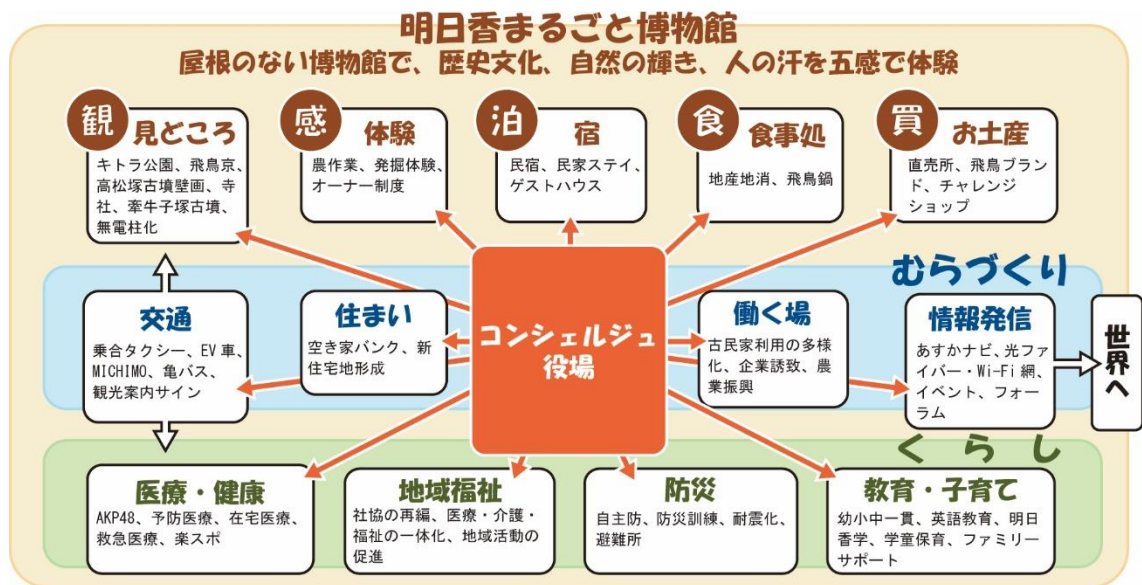 明日香まるごと博物館
屋根のない博物館で、歴史文化、自然の輝き、人の汗を五感で体験
観
見どころ
キトラ公園、飛鳥京、
高松塚古墳壁画、寺
社、牽牛子塚古墳、
無電柱化
感
体験
農作業、発掘体験、
オーナー制度
泊
宿
民宿、民家ステイ、
ゲストハウス
食
食事処
地産地消、飛鳥鍋
買
お土産
直売所、飛鳥ブラン
ド、チャレンジ
ショップ
むらづくり
交通
乗合タクシー、EV 車、
MICHIMO、亀バス、
観光案内サイン
住まい
空き家バンク、新
住宅地形成
コンシェルジュ
役場
働く場
古民家利用の多様
化、企業誘致、農
業振興
情報発信
あすかナビ、光ファ
イバー・Wi-Fi 網、
イベント、フォー
ラム
世界へ
くらし
医療・健康
AKP48、予防医療、在宅医療、
救急医療、楽スポ
地域福祉
社協の再編、医療・介護・
福祉の一体化、地域活動の
促進
防災
自主防、防災訓練、耐震化、
避難所
教育・子育て
幼小中一貫、英語教育、明日
香学、学童保育、ファミリー
サポート